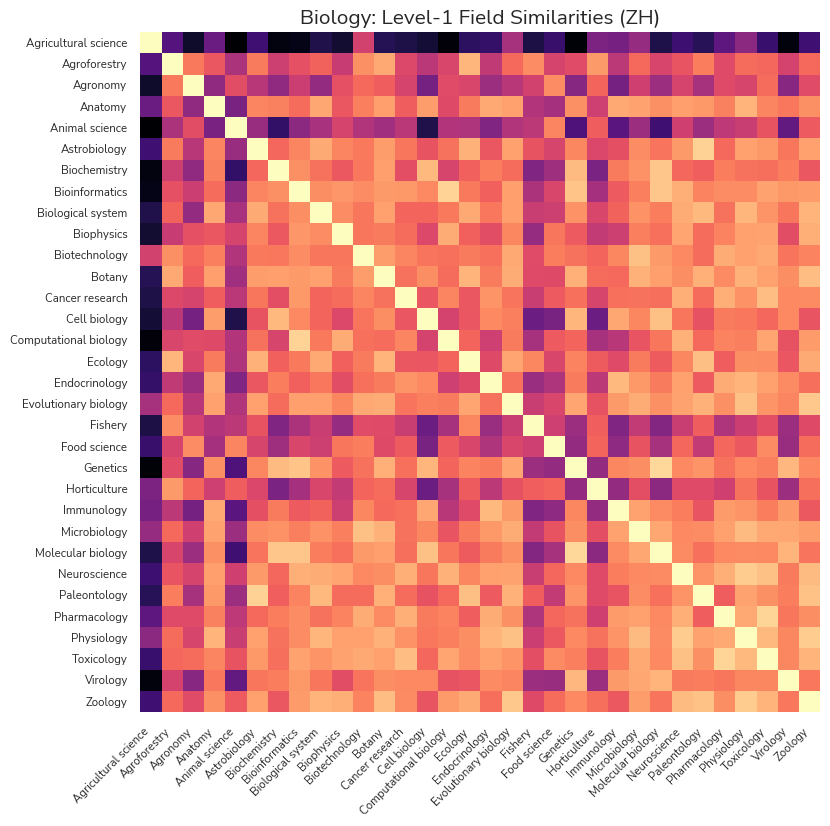 Biology: Level-1 Field Similarities (ZH)
Agricultural science
Agroforestry
Agronomy
Anatomy
Animal science
Astrobiology
Biochemistry
Bioinformatics
Biological system
Biophysics
Biotechnology
Botany
Cancer research
Cell biology
Computational biology
Ecology
Endocrinology
Evolutionary biology
Fishery
Food science
Genetics
Horticulture
Immunology
Microbiology
Molecular biology
Neuroscience
Paleontology
Pharmacology
Physiology
Toxicology
Virology
Zoology
Agricultural science
Agroforestry
Agronomy
Anatomy
Animal science
Astrobiology
Biochemistry
Bioinformatics
Biological system
Biophysics
Biotechnology
Botany
Cancer research
Cell biology
Computational biology
Ecology
Endocrinology
Evolutionary biology
Fishery
Food science
Genetics
Horticulture
Immunology
Microbiology
Molecular biology
Neuroscience
Paleontology
Pharmacology
Physiology
Toxicology
Virology
Zoology